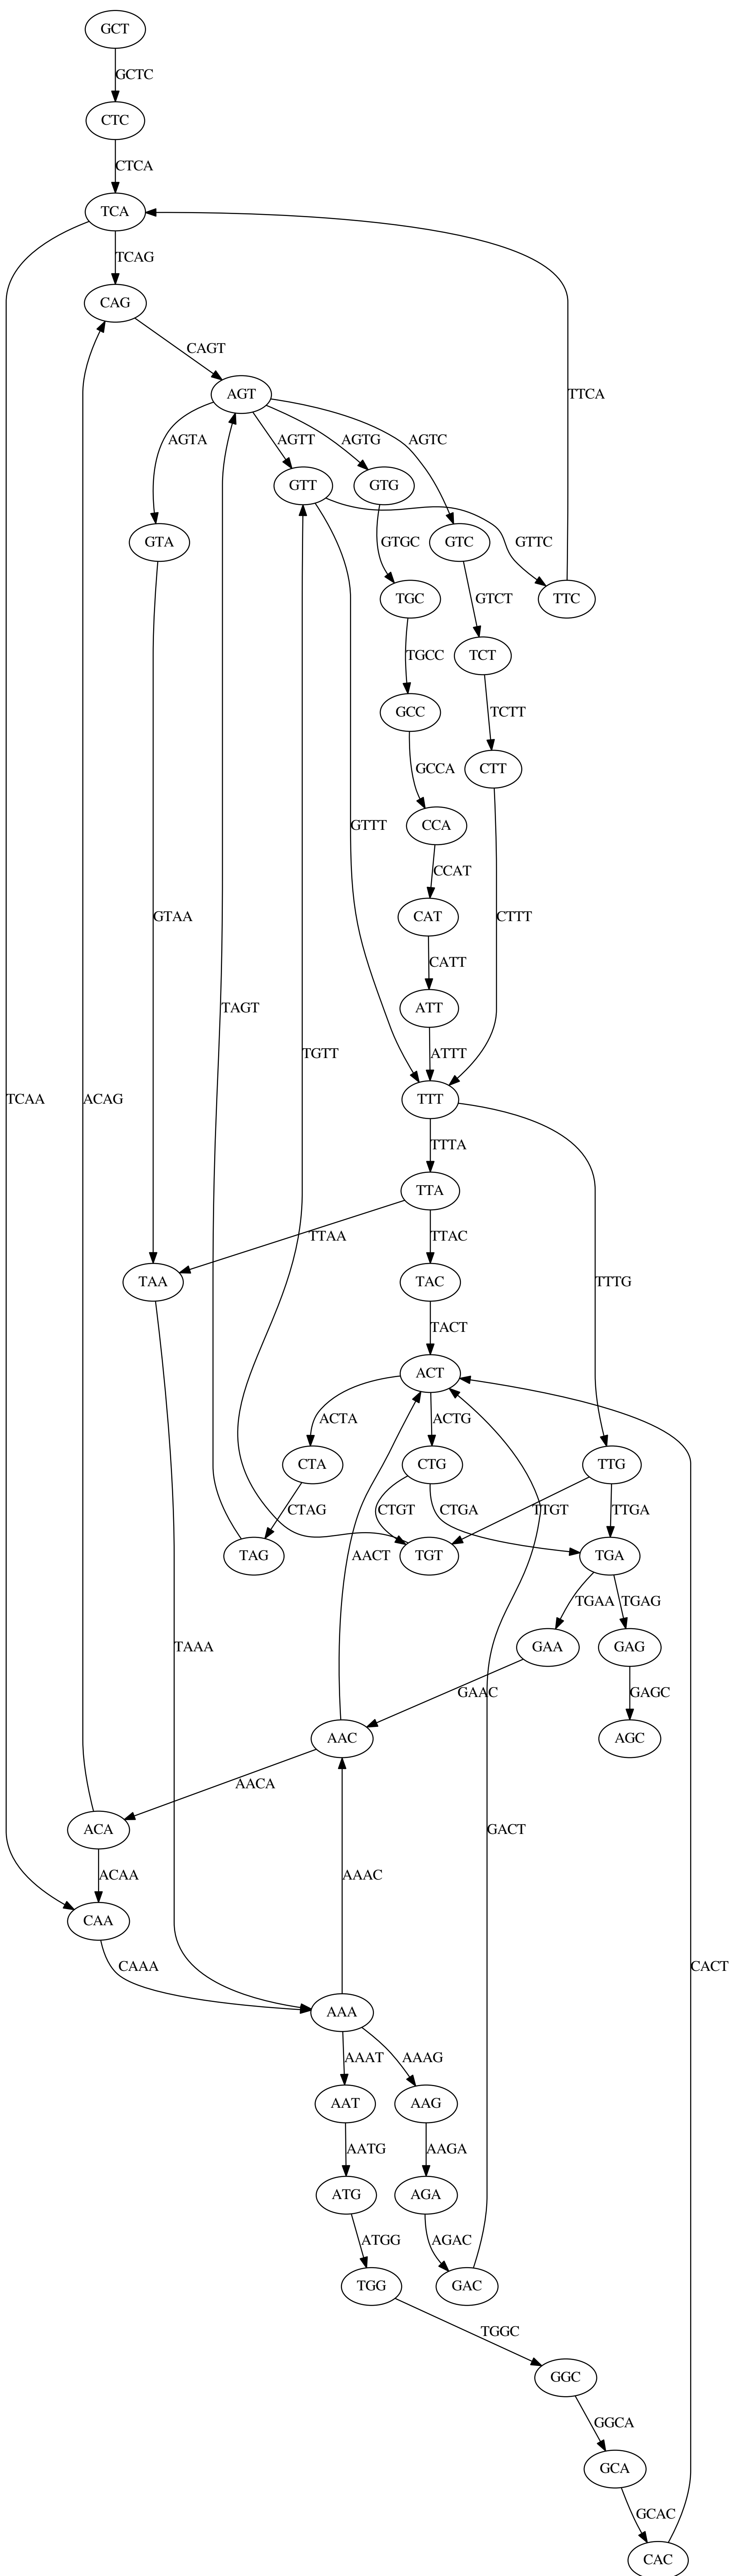 GCT
GCTC
CTC
CTCA
TCA
TCAG
CAG
CAGT
AGT
TTCA
AGTA AGTT AGTG AGTC
GTT GTG
GTA GTGC GTC GTTC
TGC GTCT TTC
TGCC TCT
GCC TCTT
GCCA CTT
CCA
GTTT
CCAT
CAT
GTAA CTTT
CATT
TAGT ATT
TCAA ACAG TGTT ATTT
TTT
TTTA
TTA
TTAA TTAC
TAA TAC TTTG
TACT
ACT
ACTA ACTG
CTA CTG TTG
CTAG CTGT CTGA TTGT TTGA
TAG AACT TGT TGA
TGAA TGAG
TAAA GAA GAG
GAAC GAGC
AAC AGC
AACA
ACA GACT
ACAA AAAC
CAA
CAAA CACT
AAA
AAAT AAAG
AAT AAG
AATG AAGA
ATG AGA
ATGG AGAC
TGG GAC
TGGC
GGC
GGCA
GCA
GCAC
CAC